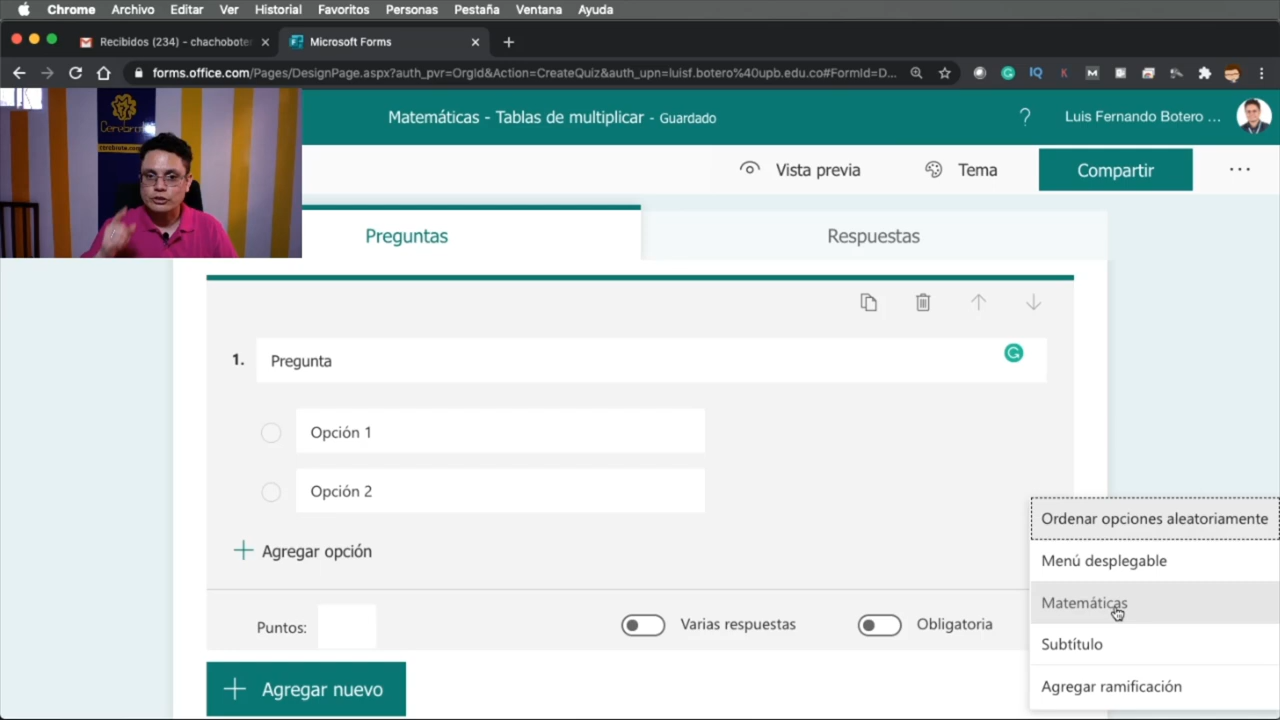 Chrome Archivo Editar Ver Historial Favoritos Personas Pestaña Ventana Ayuda
Recibidos (234) - chachoboter Microsoft Forms
forms.office.com/Pages/DesignPage.aspx?auth_pvr=OrgId&Action=CreateQuiz&auth_upn=luisf.botero%40upb.edu.co#FormId=D...
Matemáticas - Tablas de multiplicar - Guardado
? Luis Fernando Botero ...
Vista previa Tema Compartir ...
Preguntas Respuestas
1. Pregunta
Opción 1
Opción 2
Agregar opción
Puntos: Varias respuestas Obligatoria
Agregar nuevo
Ordenar opciones aleatoriamente
Menú desplegable
Matemáticas
Subtítulo
Agregar ramificación